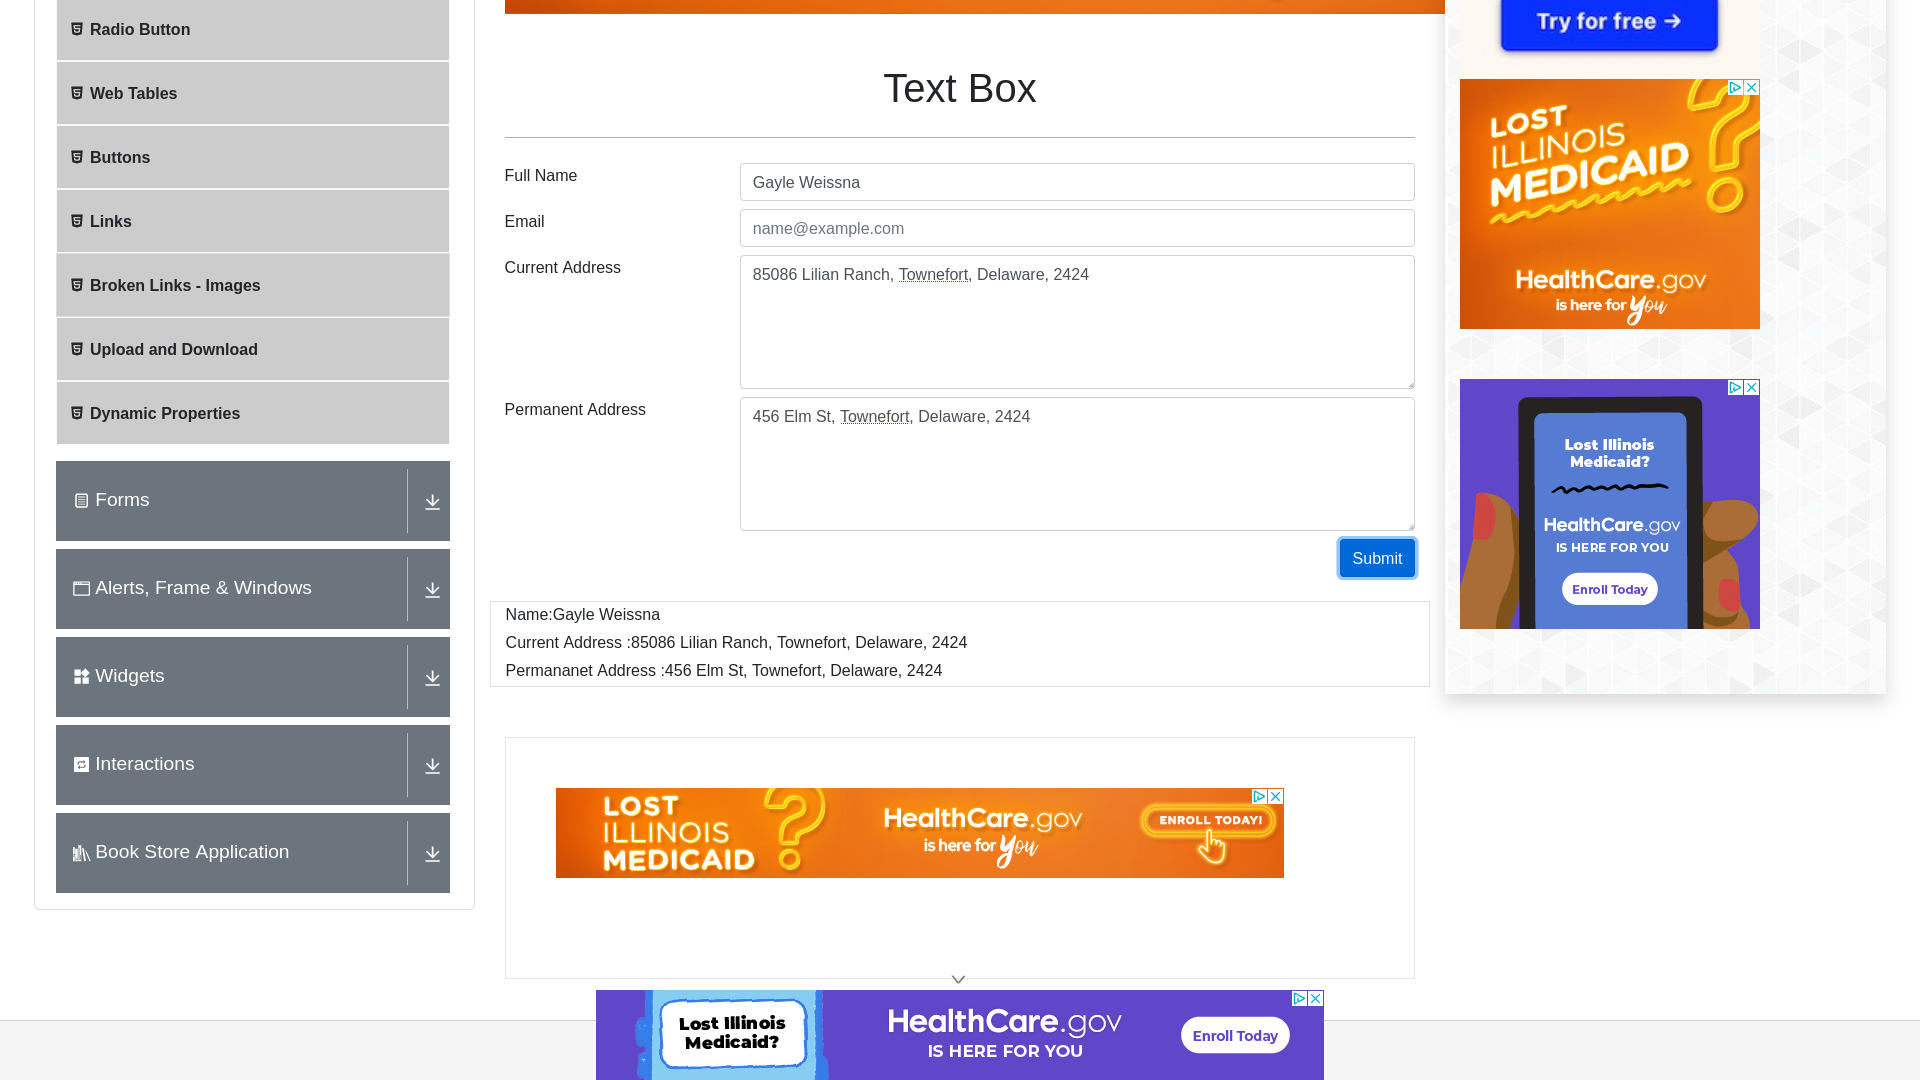 Radio Button
Web Tables
Buttons
Links
Broken Links - Images
Upload and Download
Dynamic Properties
Forms
Alerts, Frame & Windows
Widgets
Interactions
Book Store Application
Text Box
Full Name
Gayle Weissna
Email
name@example.com
Current Address
85086 Lilian Ranch, Townefort, Delaware, 2424
Permanent Address
456 Elm St, Townefort, Delaware, 2424
Submit
Name:Gayle Weissna
Current Address :85086 Lilian Ranch, Townefort, Delaware, 2424
Permananet Address :456 Elm St, Townefort, Delaware, 2424
LOST
ILLINOIS
MEDICAID
?
HealthCare.gov
is here for you
ENROLL TODAY!
Lost Illinois
Medicaid?
HealthCare.gov
IS HERE FOR YOU
Enroll Today
Try for free →
LOST
ILLINOIS
MEDICAID
?
HealthCare.gov
is here for you
Lost Illinois
Medicaid?
HealthCare.gov
IS HERE FOR YOU
Enroll Today